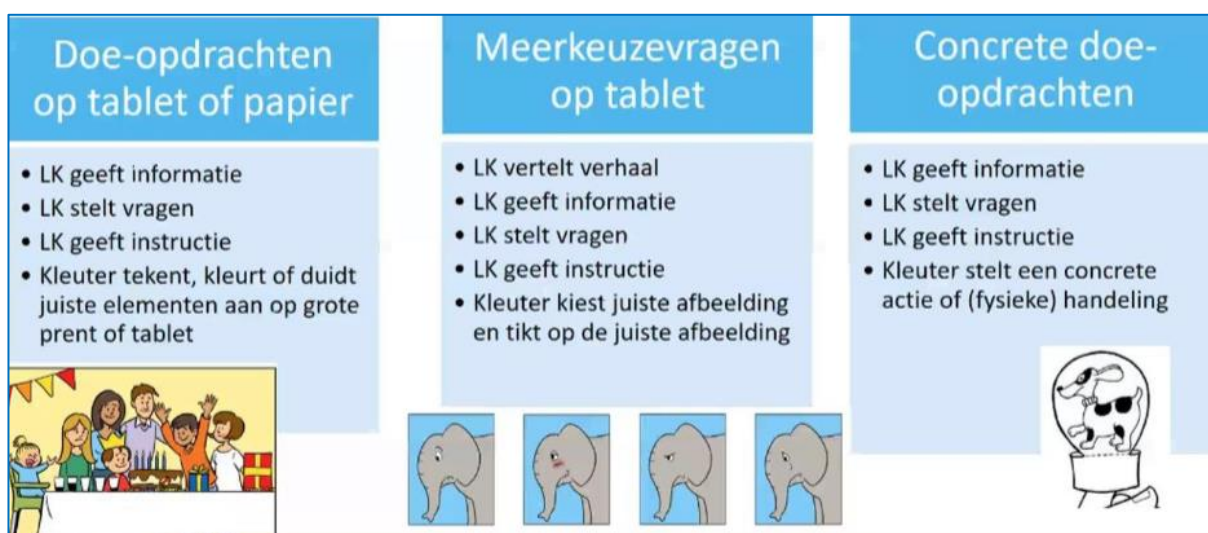 Doe-opdrachten
op tablet of papier
• LK geeft informatie
• LK stelt vragen
• LK geeft instructie
• Kleuter tekent, kleurt of duidt
juiste elementen aan op grote
prent of tablet
Meerkeuzevragen
op tablet
• LK vertelt verhaal
• LK geeft informatie
• LK stelt vragen
• LK geeft instructie
• Kleuter kiest juiste afbeelding
en tikt op de juiste afbeelding
Concrete doe-
opdrachten
• LK geeft informatie
• LK stelt vragen
• LK geeft instructie
• Kleuter stelt een concrete
actie of (fysieke) handeling